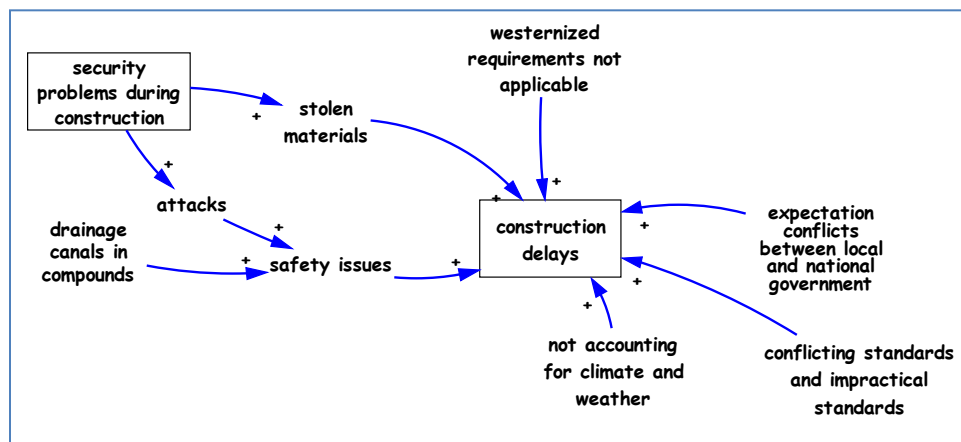 westernized
requirements not
applicable
security
problems during
construction
+
stolen
materials
+
attacks
+
+
+
drainage
canals in
compounds
+
safety issues
+
construction
delays
+
expectation
conflicts
between local
and national
government
+
+
not accounting
for climate and
weather
conflicting standards
and impractical
standards
+